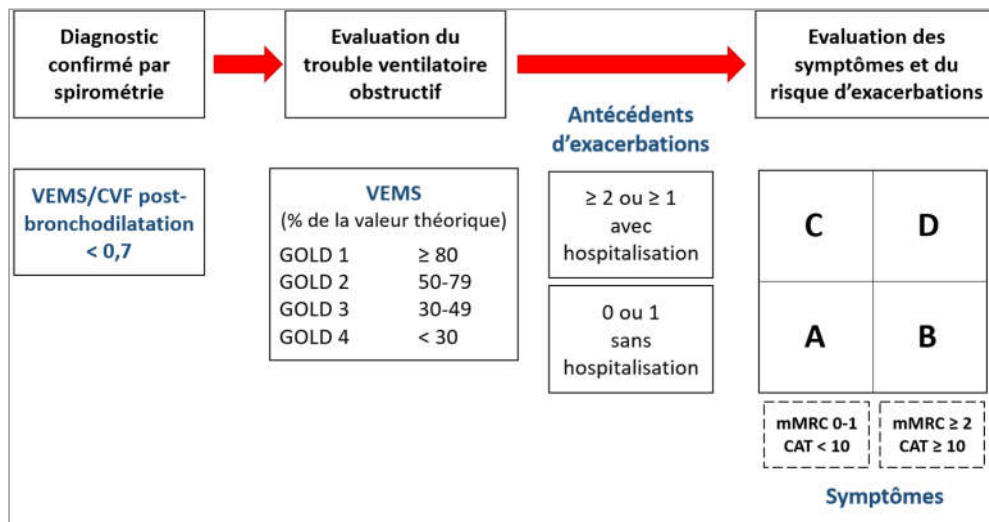 Diagnostic
confirmé par
spirométrie
Evaluation du
trouble ventilatoire
obstructif
Evaluation des
symptômes et du
risque d'exacerbations
Antécédents
d'exacerbations
VEMS/CVF post-
bronchodilatation
< 0,7
VEMS
(% de la valeur théorique)
GOLD 1 ≥ 80
GOLD 2 50-79
GOLD 3 30-49
GOLD 4 < 30
≥ 2 ou ≥ 1
avec
hospitalisation
0 ou 1
sans
hospitalisation
C D
A B
mMRC 0-1
CAT < 10
mMRC ≥ 2
CAT ≥ 10
Symptômes